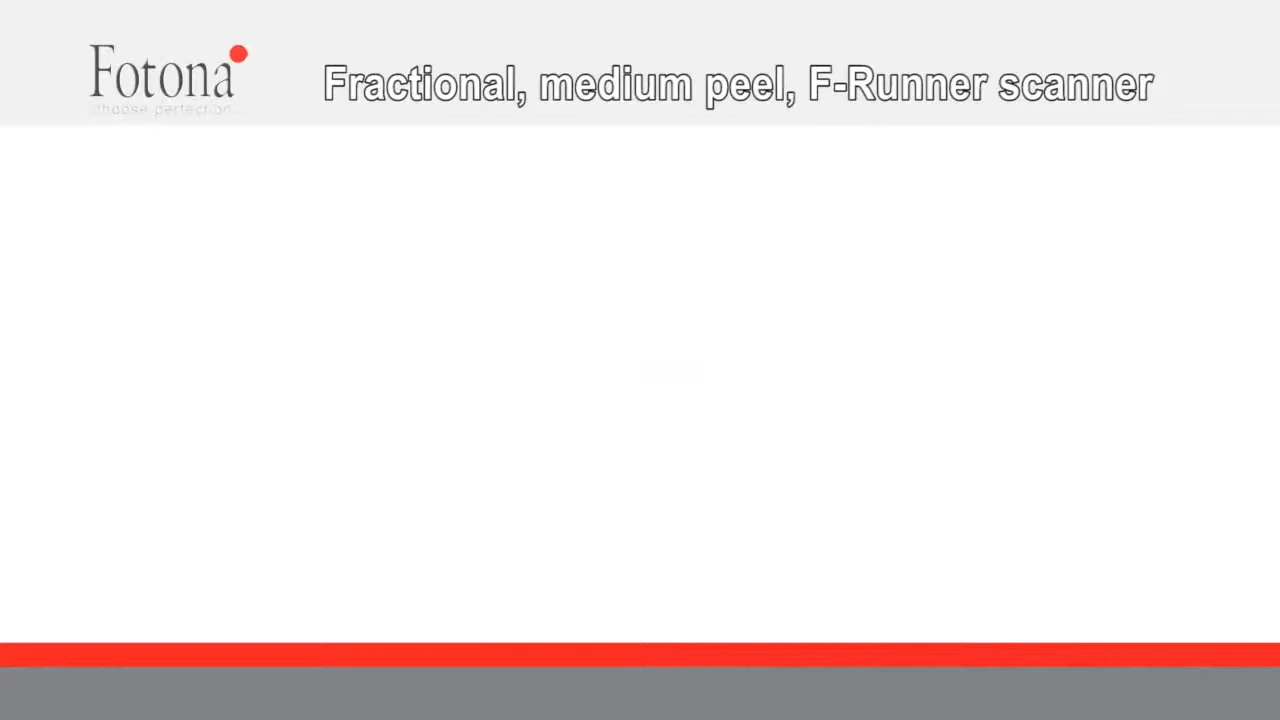 Fotona
choose perfection
Fractional, medium peel, F-Runner scanner